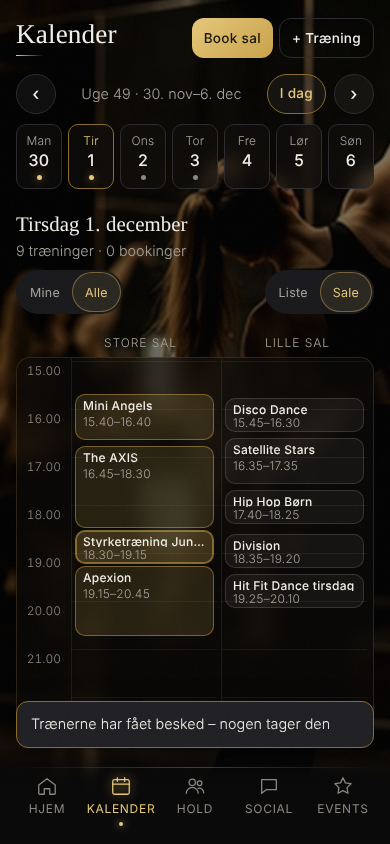 Kalender
Book sal
+ Træning
‹
Uge 49 · 30. nov–6. dec
I dag
›
Man
Tir
Ons
Tor
Fre
Lør
Søn
30
1
2
3
4
5
6
Tirsdag 1. december
9 træninger · 0 bookinger
Mine
Alle
Liste
Sale
STORE SAL
LILLE SAL
15.00
16.00
17.00
18.00
19.00
20.00
21.00
Mini Angels
15.40–16.40
The AXIS
16.45–18.30
Styrketræning Jun...
18.30–19.15
Apexion
19.15–20.45
Disco Dance
15.45–16.30
Satellite Stars
16.35–17.35
Hip Hop Børn
17.40–18.25
Division
18.35–19.20
Hit Fit Dance tirsdag
19.25–20.10
Trænerne har fået besked – nogen tager den
HJEM
KALENDER
HOLD
SOCIAL
EVENTS